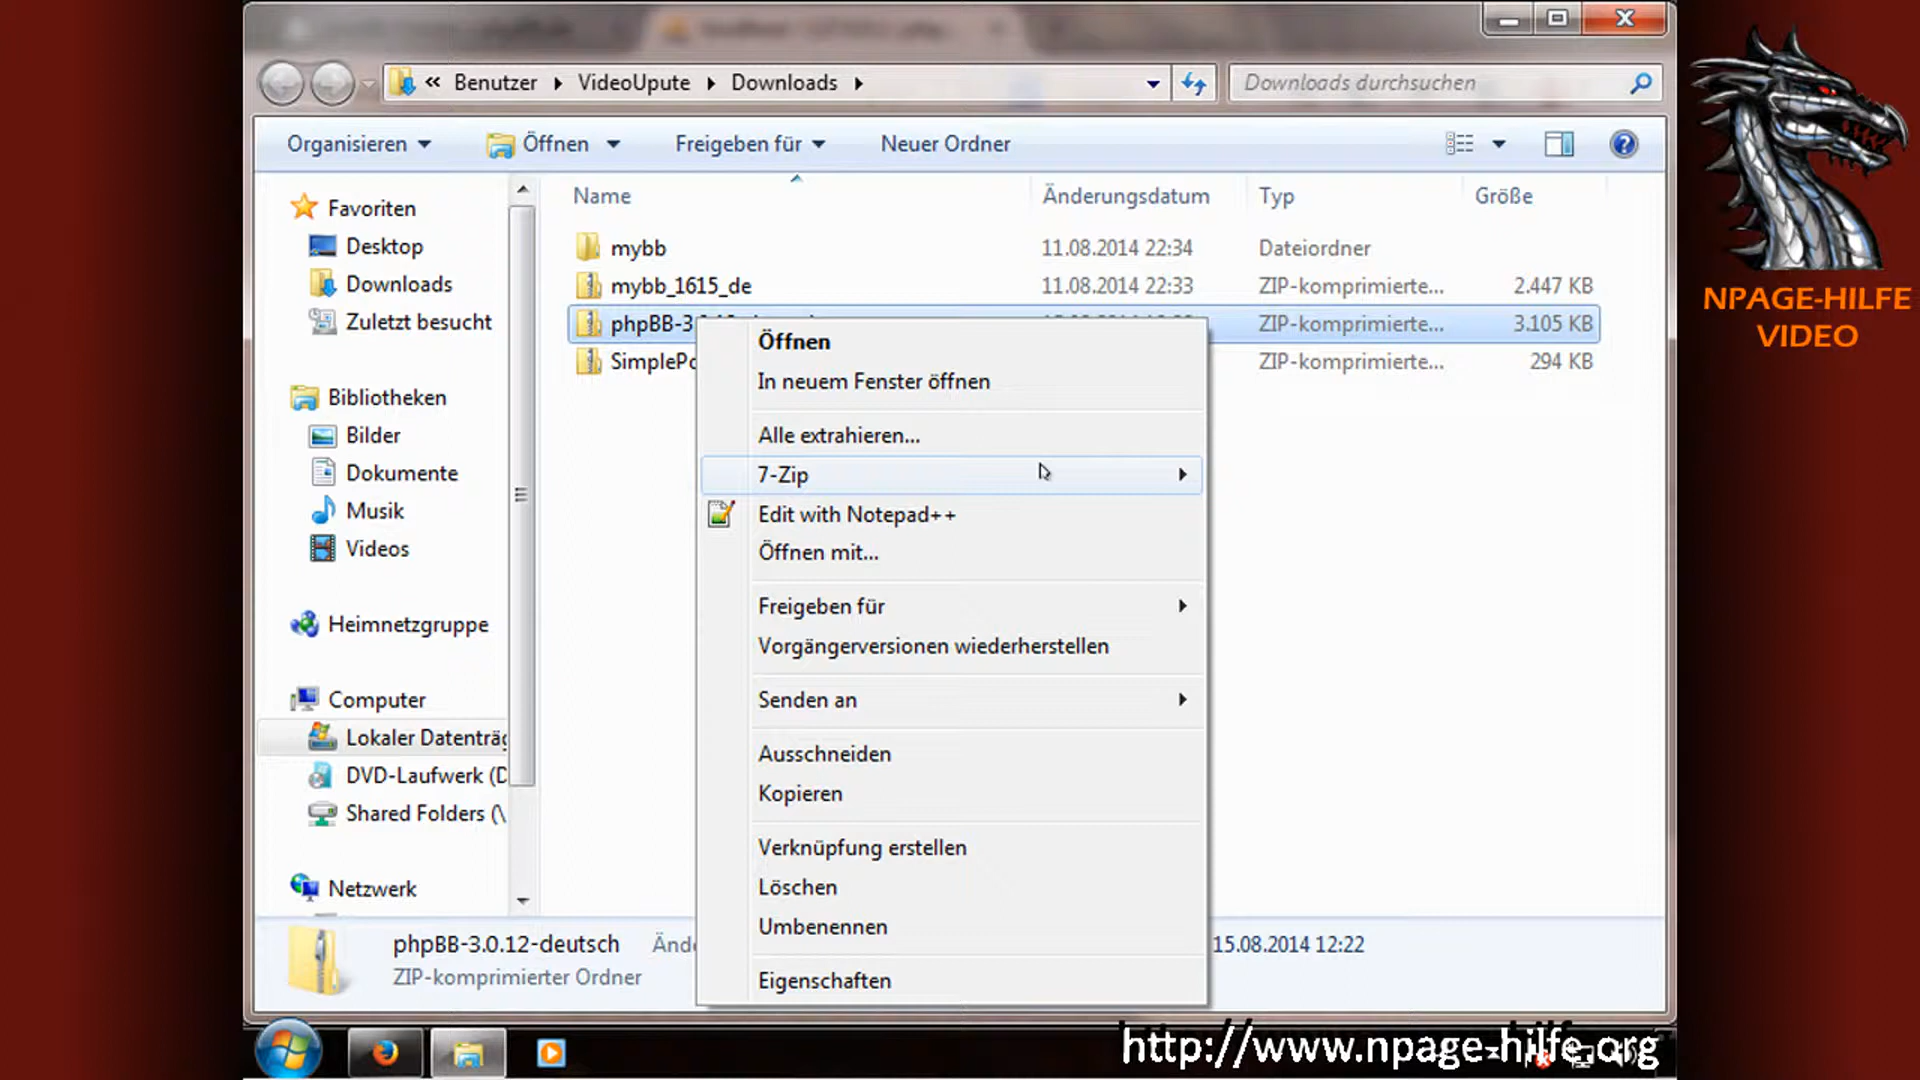 « Benutzer ▸ VideoUpute ▸ Downloads ▸
Downloads durchsuchen
Organisieren Öffnen Freigeben für Neuer Ordner
Name Änderungsdatum Typ Größe
mybb 11.08.2014 22:34 Dateiordner
mybb_1615_de 11.08.2014 22:33 ZIP-komprimierte... 2.447 KB
phpBB-3 ZIP-komprimierte... 3.105 KB
SimplePo ZIP-komprimierte... 294 KB
Favoriten
Desktop
Downloads
Zuletzt besucht
Bibliotheken
Bilder
Dokumente
Musik
Videos
Heimnetzgruppe
Computer
Lokaler Datenträg
DVD-Laufwerk (D
Shared Folders (\
Netzwerk
Öffnen
In neuem Fenster öffnen
Alle extrahieren...
7-Zip
Edit with Notepad++
Öffnen mit...
Freigeben für
Vorgängerversionen wiederherstellen
Senden an
Ausschneiden
Kopieren
Verknüpfung erstellen
Löschen
Umbenennen
Eigenschaften
phpBB-3.0.12-deutsch Änd 15.08.2014 12:22
ZIP-komprimierter Ordner
NPAGE-HILFE
VIDEO
http://www.npage-hilfe.org